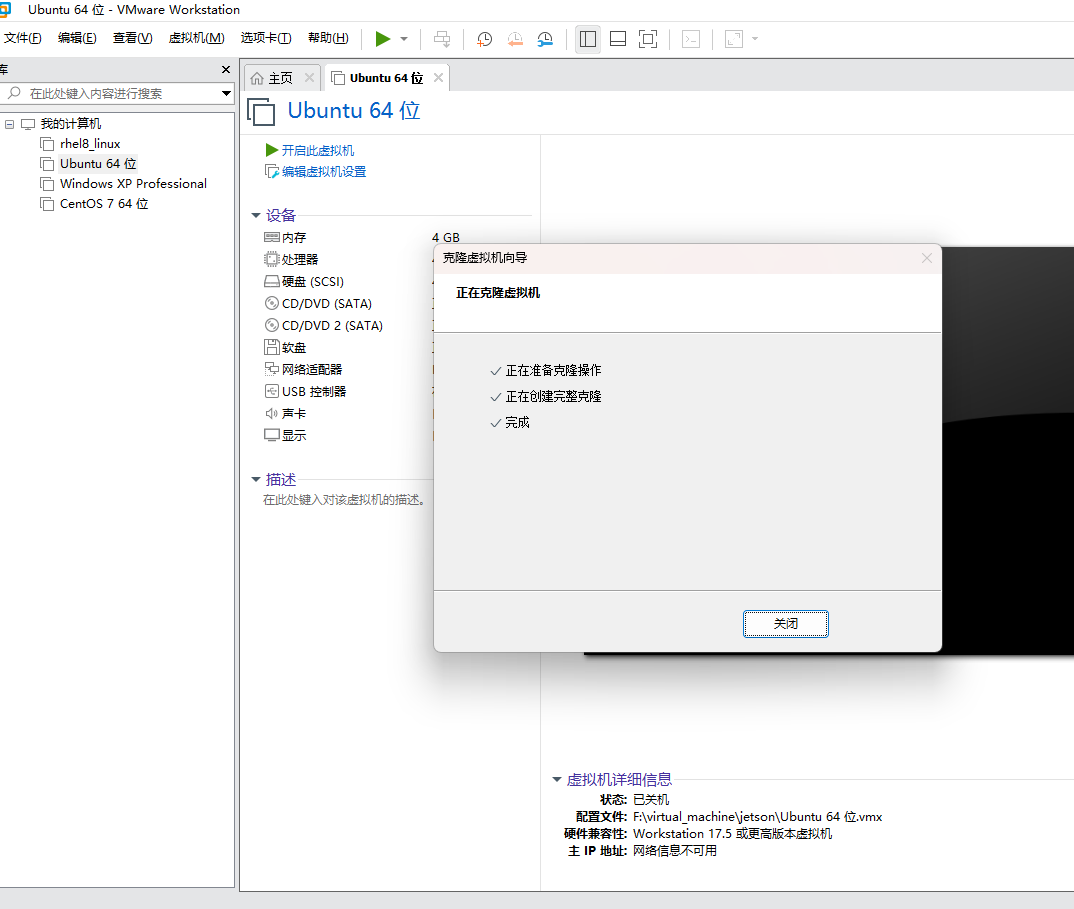 Ubuntu 64 位 - VMware Workstation
文件(F) 编辑(E) 查看(V) 虚拟机(M) 选项卡(T) 帮助(H)
库
在此处键入内容进行搜索
我的计算机
rhel8_linux
Ubuntu 64 位
Windows XP Professional
CentOS 7 64 位
主页
Ubuntu 64 位
Ubuntu 64 位
开启此虚拟机
编辑虚拟机设置
设备
内存 4 GB
处理器
硬盘 (SCSI)
CD/DVD (SATA)
CD/DVD 2 (SATA)
软盘
网络适配器
USB 控制器
声卡
显示
描述
在此处键入对该虚拟机的描述。
克隆虚拟机向导
正在克隆虚拟机
正在准备克隆操作
正在创建完整克隆
完成
关闭
虚拟机详细信息
状态: 已关机
配置文件: F:\virtual_machine\jetson\Ubuntu 64 位.vmx
硬件兼容性: Workstation 17.5 或更高版本虚拟机
主 IP 地址: 网络信息不可用